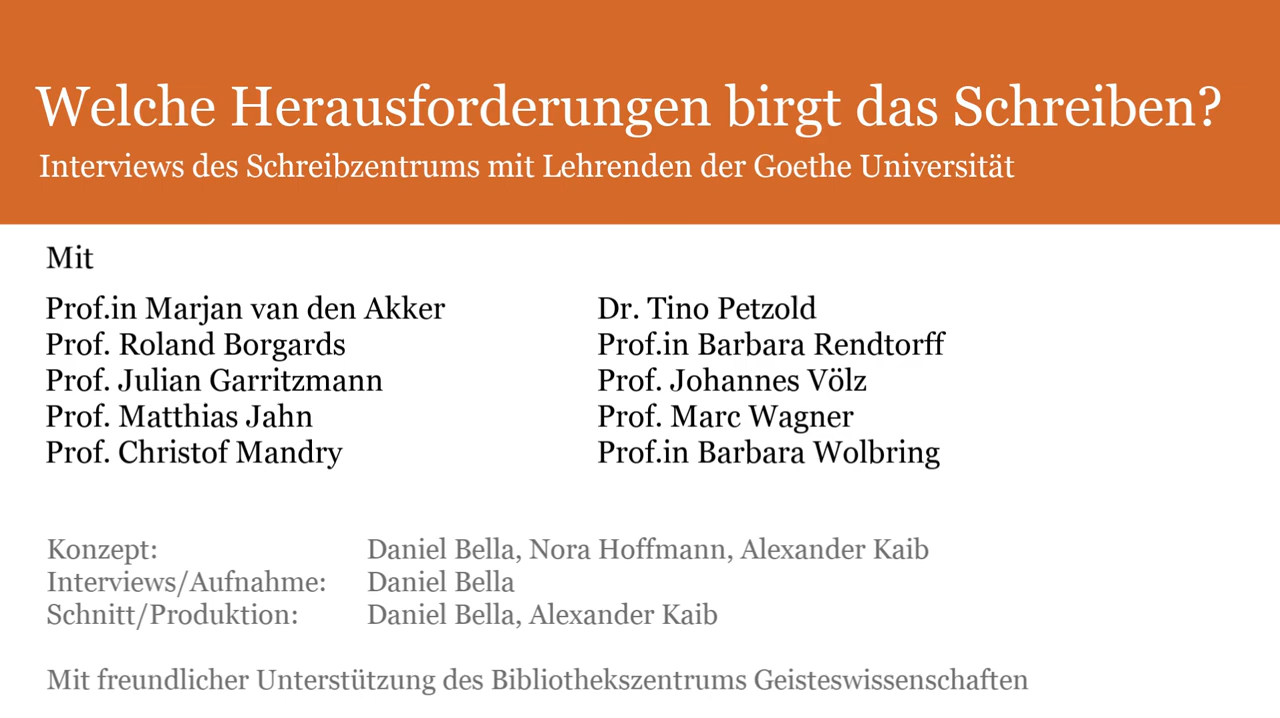 Welche Herausforderungen birgt das Schreiben?
Interviews des Schreibzentrums mit Lehrenden der Goethe Universität
Mit
Prof.in Marjan van den Akker
Prof. Roland Borgards
Prof. Julian Garritzmann
Prof. Matthias Jahn
Prof. Christof Mandry
Dr. Tino Petzold
Prof.in Barbara Rendtorff
Prof. Johannes Völz
Prof. Marc Wagner
Prof.in Barbara Wolbring
Konzept: Daniel Bella, Nora Hoffmann, Alexander Kaib
Interviews/Aufnahme: Daniel Bella
Schnitt/Produktion: Daniel Bella, Alexander Kaib
Mit freundlicher Unterstützung des Bibliothekszentrums Geisteswissenschaften